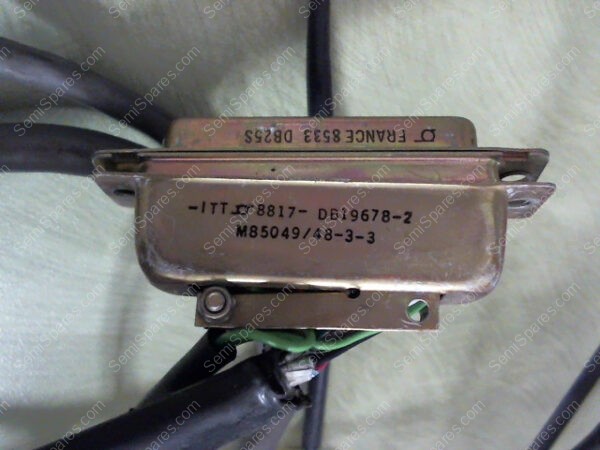 FRANCE 8533 DB25S
-ITT 8817- DB19678-2
M85049/48-3-3
SemiSpares.com